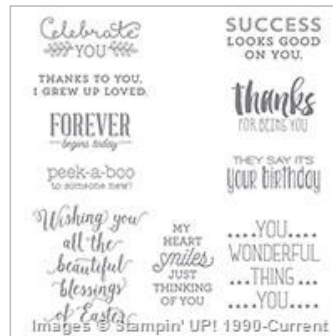 Celebrate
YOU
THANKS TO YOU,
I GREW UP LOVED.
FOREVER
begins today
peek-a-boo
to someone new!
Wishing you
all the
beautiful
blessings
of Easter
SUCCESS
LOOKS GOOD
ON YOU.
thanks
FOR BEING YOU
THEY SAY IT'S
your birthday
MY
HEART
smiles
JUST
THINKING
OF YOU
....YOU....
WONDERFUL
...THING...
....YOU....
Images © Stampin' UP! 1990-Current